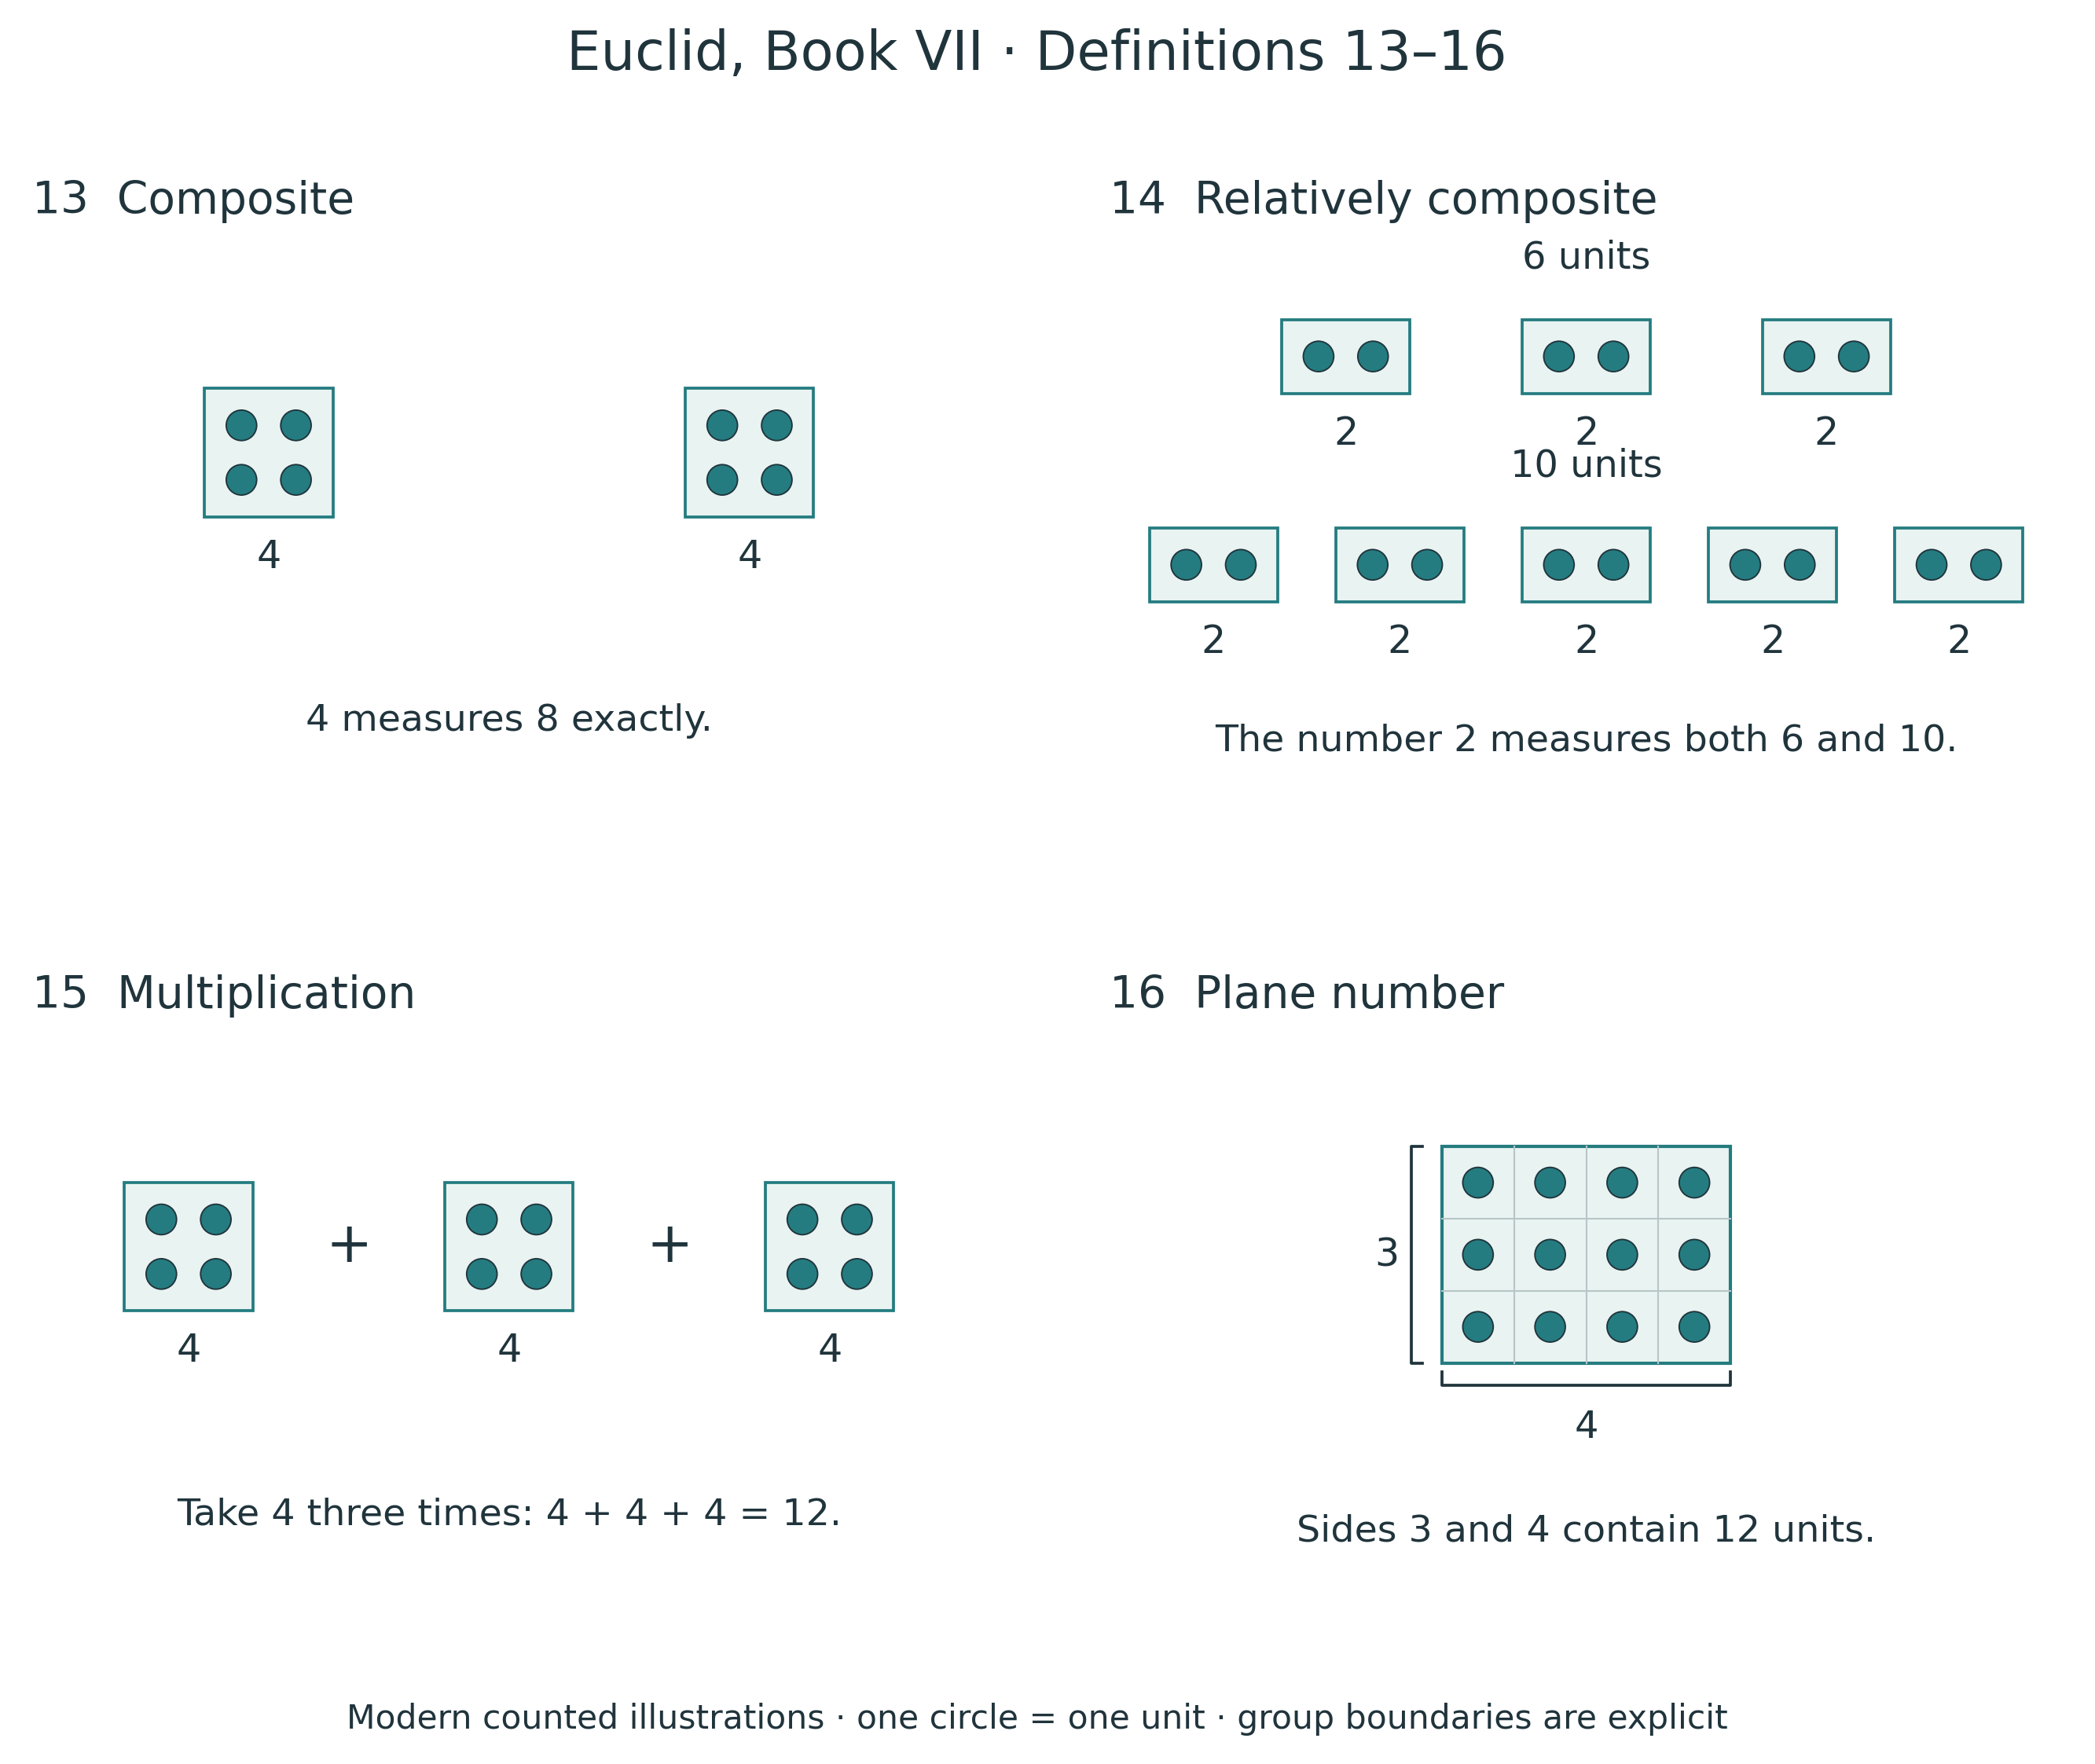 Euclid, Book VII · Definitions 13–16
13 Composite
4 4
4 measures 8 exactly.
14 Relatively composite
6 units
2 2 2
10 units
2 2 2 2 2
The number 2 measures both 6 and 10.
15 Multiplication
+ +
4 4 4
Take 4 three times: 4 + 4 + 4 = 12.
16 Plane number
3
4
Sides 3 and 4 contain 12 units.
Modern counted illustrations · one circle = one unit · group boundaries are explicit